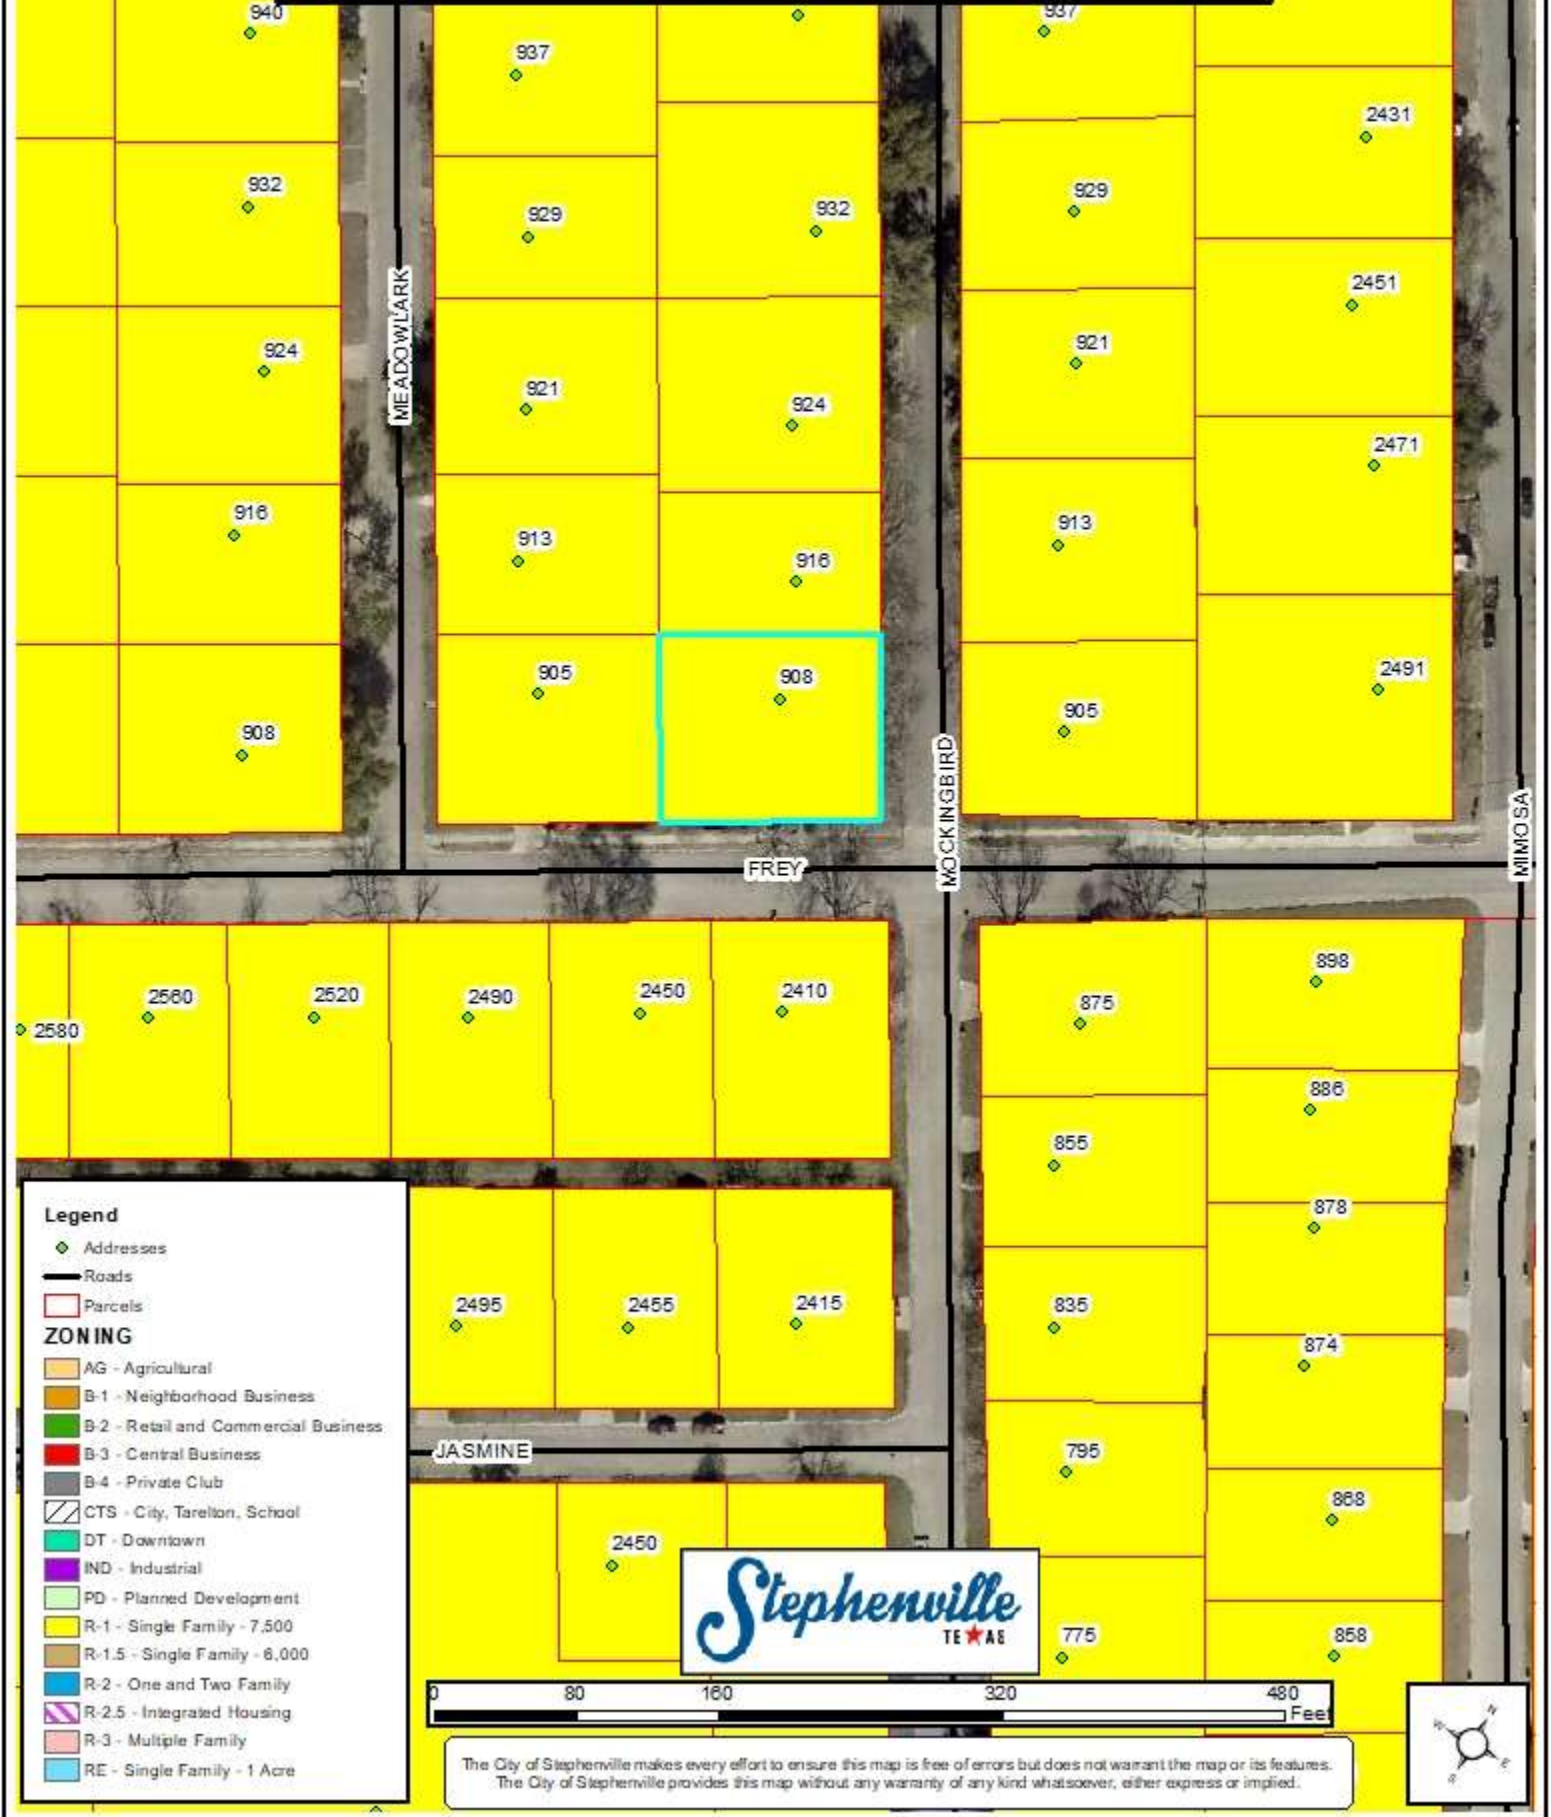 940
937
937
2431
932
929
932
929
2451
MEADOWLARK
924
921
924
921
2471
916
913
916
913
905
908
2491
905
908
MOCKINGBIRD
MIMOSA
FREY
2580
2560
2520
2490
2450
2410
875
898
886
855
878
2495
2455
2415
835
874
JASMINE
795
868
2450
775
858
Legend
Addresses
Roads
Parcels
ZONING
AG - Agricultural
B-1 - Neighborhood Business
B-2 - Retail and Commercial Business
B-3 - Central Business
B-4 - Private Club
CTS - City, Tarelton, School
DT - Downtown
IND - Industrial
PD - Planned Development
R-1 - Single Family - 7,500
R-1.5 - Single Family - 6,000
R-2 - One and Two Family
R-2.5 - Integrated Housing
R-3 - Multiple Family
RE - Single Family - 1 Acre
Stephenville
TEXAS
0 80 160 320 480
Feet
N
W
E
S
The City of Stephenville makes every effort to ensure this map is free of errors but does not warrant the map or its features.
The City of Stephenville provides this map without any warranty of any kind whatsoever, either express or implied.